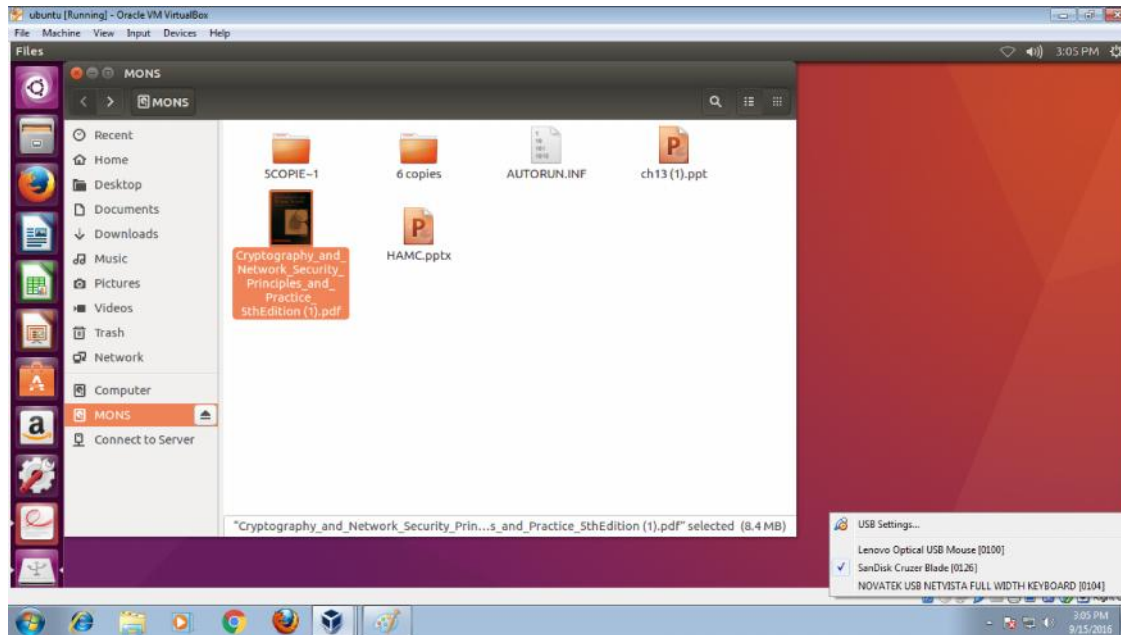 ubuntu [Running] - Oracle VM VirtualBox
File Machine View Input Devices Help
Files
3:05 PM
MONS
MONS
Recent
Home
Desktop
Documents
Downloads
Music
Pictures
Videos
Trash
Network
Computer
MONS
Connect to Server
5COPIE~1
6 copies
AUTORUN.INF
ch13 (1).ppt
Cryptography_and_
Network_Security_
Principles_and_
Practice_
5thEdition (1).pdf
HAMC.pptx
"Cryptography_and_Network_Security_Prin...s_and_Practice_5thEdition (1).pdf" selected (8.4 MB)
USB Settings...
Lenovo Optical USB Mouse [0100]
SanDisk Cruzer Blade [0126]
NOVATEK USB NETVISTA FULL WIDTH KEYBOARD [0104]
3:05 PM
9/15/2016